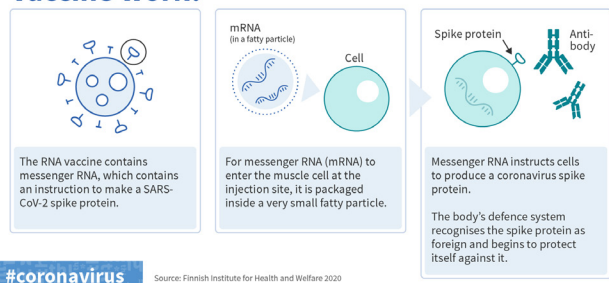 vaccine work?
mRNA
(in a fatty particle)
Cell
Spike protein
Anti-
body
The RNA vaccine contains
messenger RNA, which contains
an instruction to make a SARS-
CoV-2 spike protein.
For messenger RNA (mRNA) to
enter the muscle cell at the
injection site, it is packaged
inside a very small fatty particle.
Messenger RNA instructs cells
to produce a coronavirus spike
protein.
The body's defence system
recognises the spike protein as
foreign and begins to protect
itself against it.
#coronavirus
Source: Finnish Institute for Health and Welfare 2020